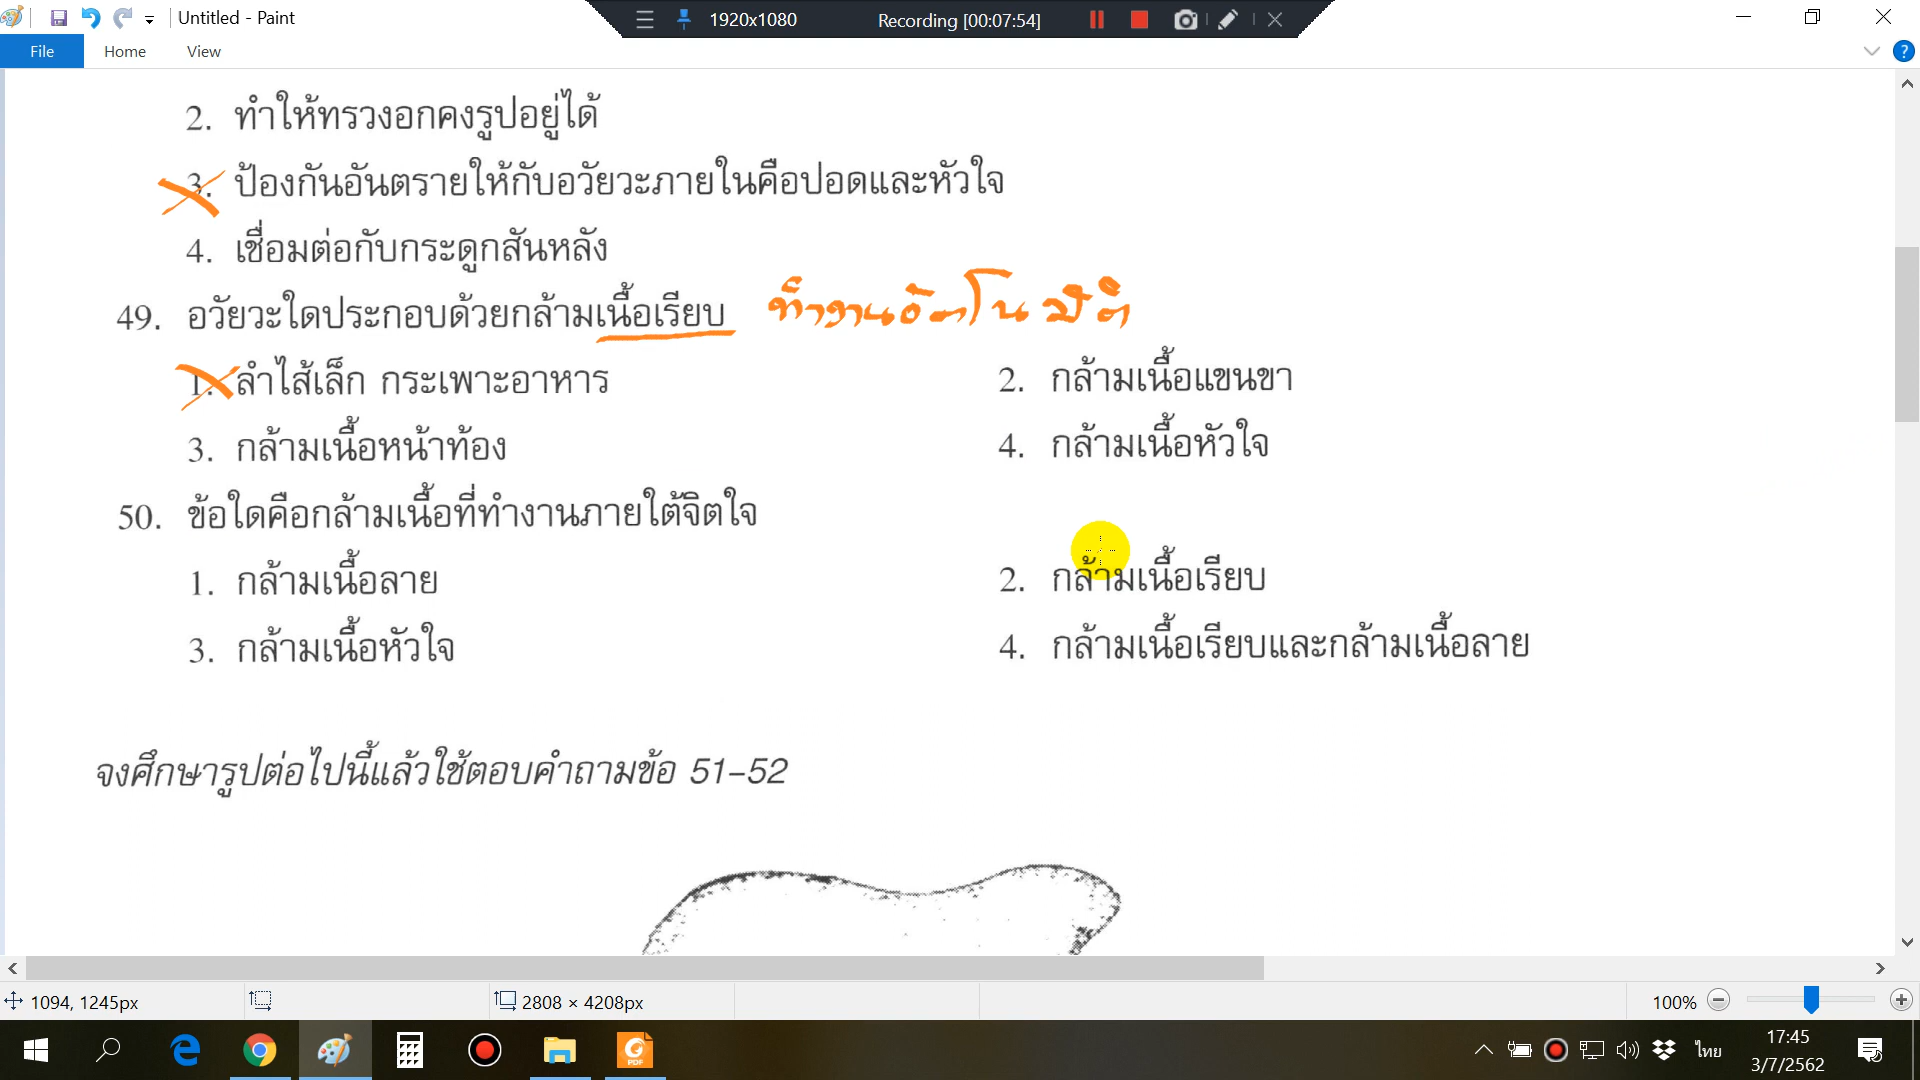 Untitled - Paint
1920x1080
Recording [00:07:54]
File
Home
View
2. ทำให้ทรวงอกคงรูปอยู่ได้
3. ป้องกันอันตรายให้กับอวัยวะภายในคือปอดและหัวใจ
4. เชื่อมต่อกับกระดูกสันหลัง
49. อวัยวะใดประกอบด้วยกล้ามเนื้อเรียบ ทำงานอัตโนมัติ
1. ลำไส้เล็ก กระเพาะอาหาร
2. กล้ามเนื้อแขนขา
3. กล้ามเนื้อหน้าท้อง
4. กล้ามเนื้อหัวใจ
50. ข้อใดคือกล้ามเนื้อที่ทำงานภายใต้จิตใจ
1. กล้ามเนื้อลาย
2. กล้ามเนื้อเรียบ
3. กล้ามเนื้อหัวใจ
4. กล้ามเนื้อเรียบและกล้ามเนื้อลาย
จงศึกษารูปต่อไปนี้แล้วใช้ตอบคำถามข้อ 51–52
1094, 1245px
2808 × 4208px
100%
PDF
ไทย
17:45
3/7/2562